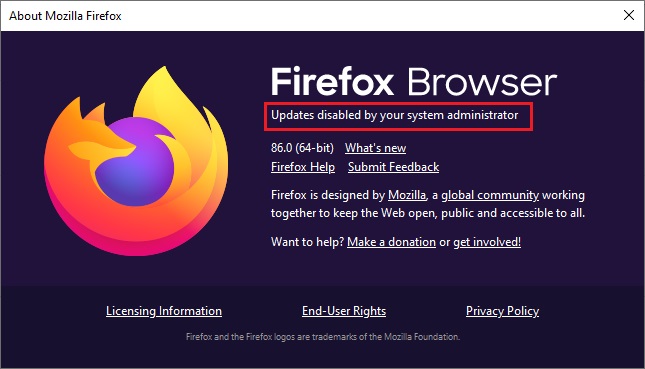 About Mozilla Firefox
Firefox Browser
Updates disabled by your system administrator
86.0 (64-bit) What's new
Firefox Help Submit Feedback
Firefox is designed by Mozilla, a global community working
together to keep the Web open, public and accessible to all.
Want to help? Make a donation or get involved!
Licensing Information End-User Rights Privacy Policy
Firefox and the Firefox logos are trademarks of the Mozilla Foundation.